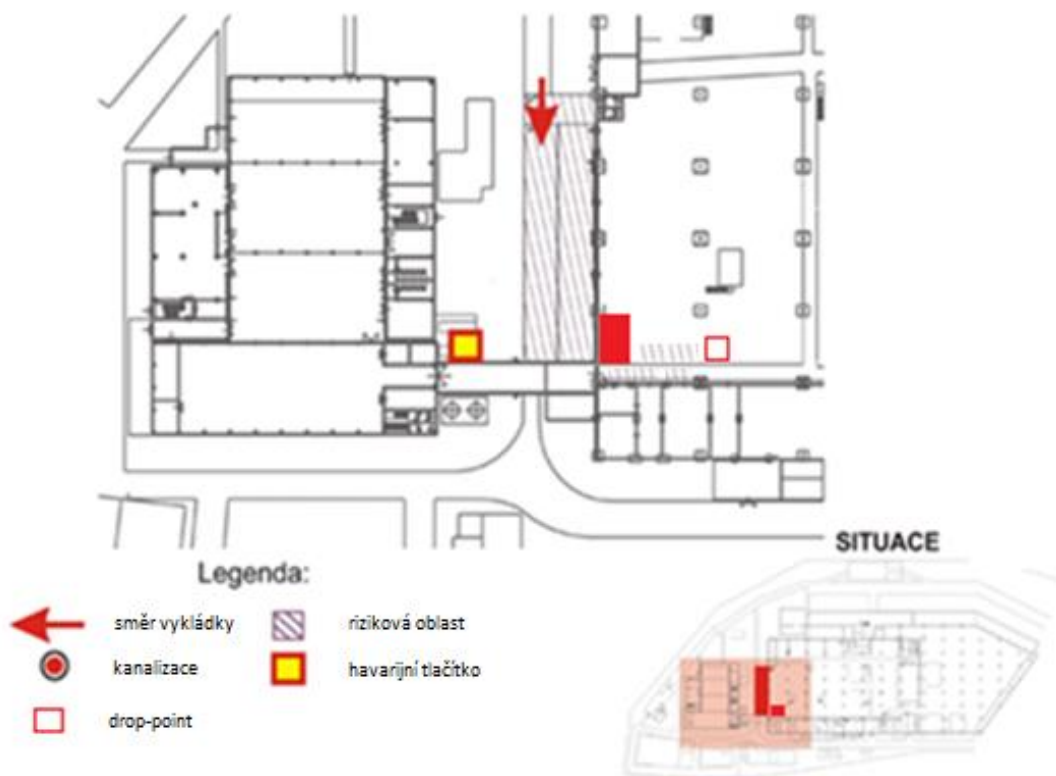 SITUACE
Legenda:
směr vykládky
riziková oblast
kanalizace
havarijní tlačítko
drop-point